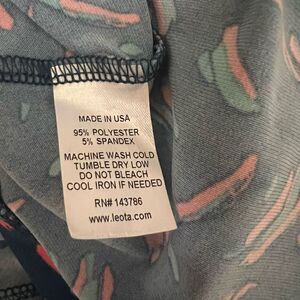 MADE IN USA
95% POLYESTER
5% SPANDEX
MACHINE WASH COLD
TUMBLE DRY LOW
DO NOT BLEACH
COOL IRON IF NEEDED
RN# 143786
www.leota.com